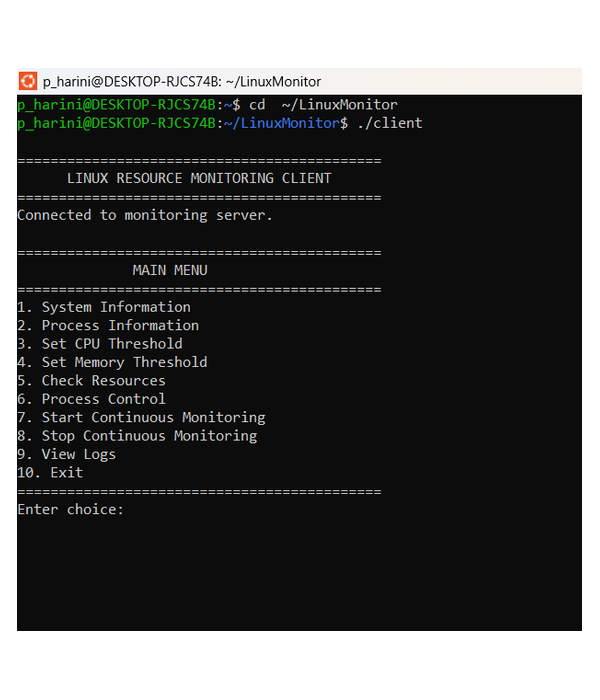 p_harini@DESKTOP-RJCS74B: ~/LinuxMonitor
p_harini@DESKTOP-RJCS74B:~$ cd  ~/LinuxMonitor
p_harini@DESKTOP-RJCS74B:~/LinuxMonitor$ ./client
============================================
LINUX RESOURCE MONITORING CLIENT
============================================
Connected to monitoring server.
============================================
MAIN MENU
============================================
1. System Information
2. Process Information
3. Set CPU Threshold
4. Set Memory Threshold
5. Check Resources
6. Process Control
7. Start Continuous Monitoring
8. Stop Continuous Monitoring
9. View Logs
10. Exit
============================================
Enter choice: